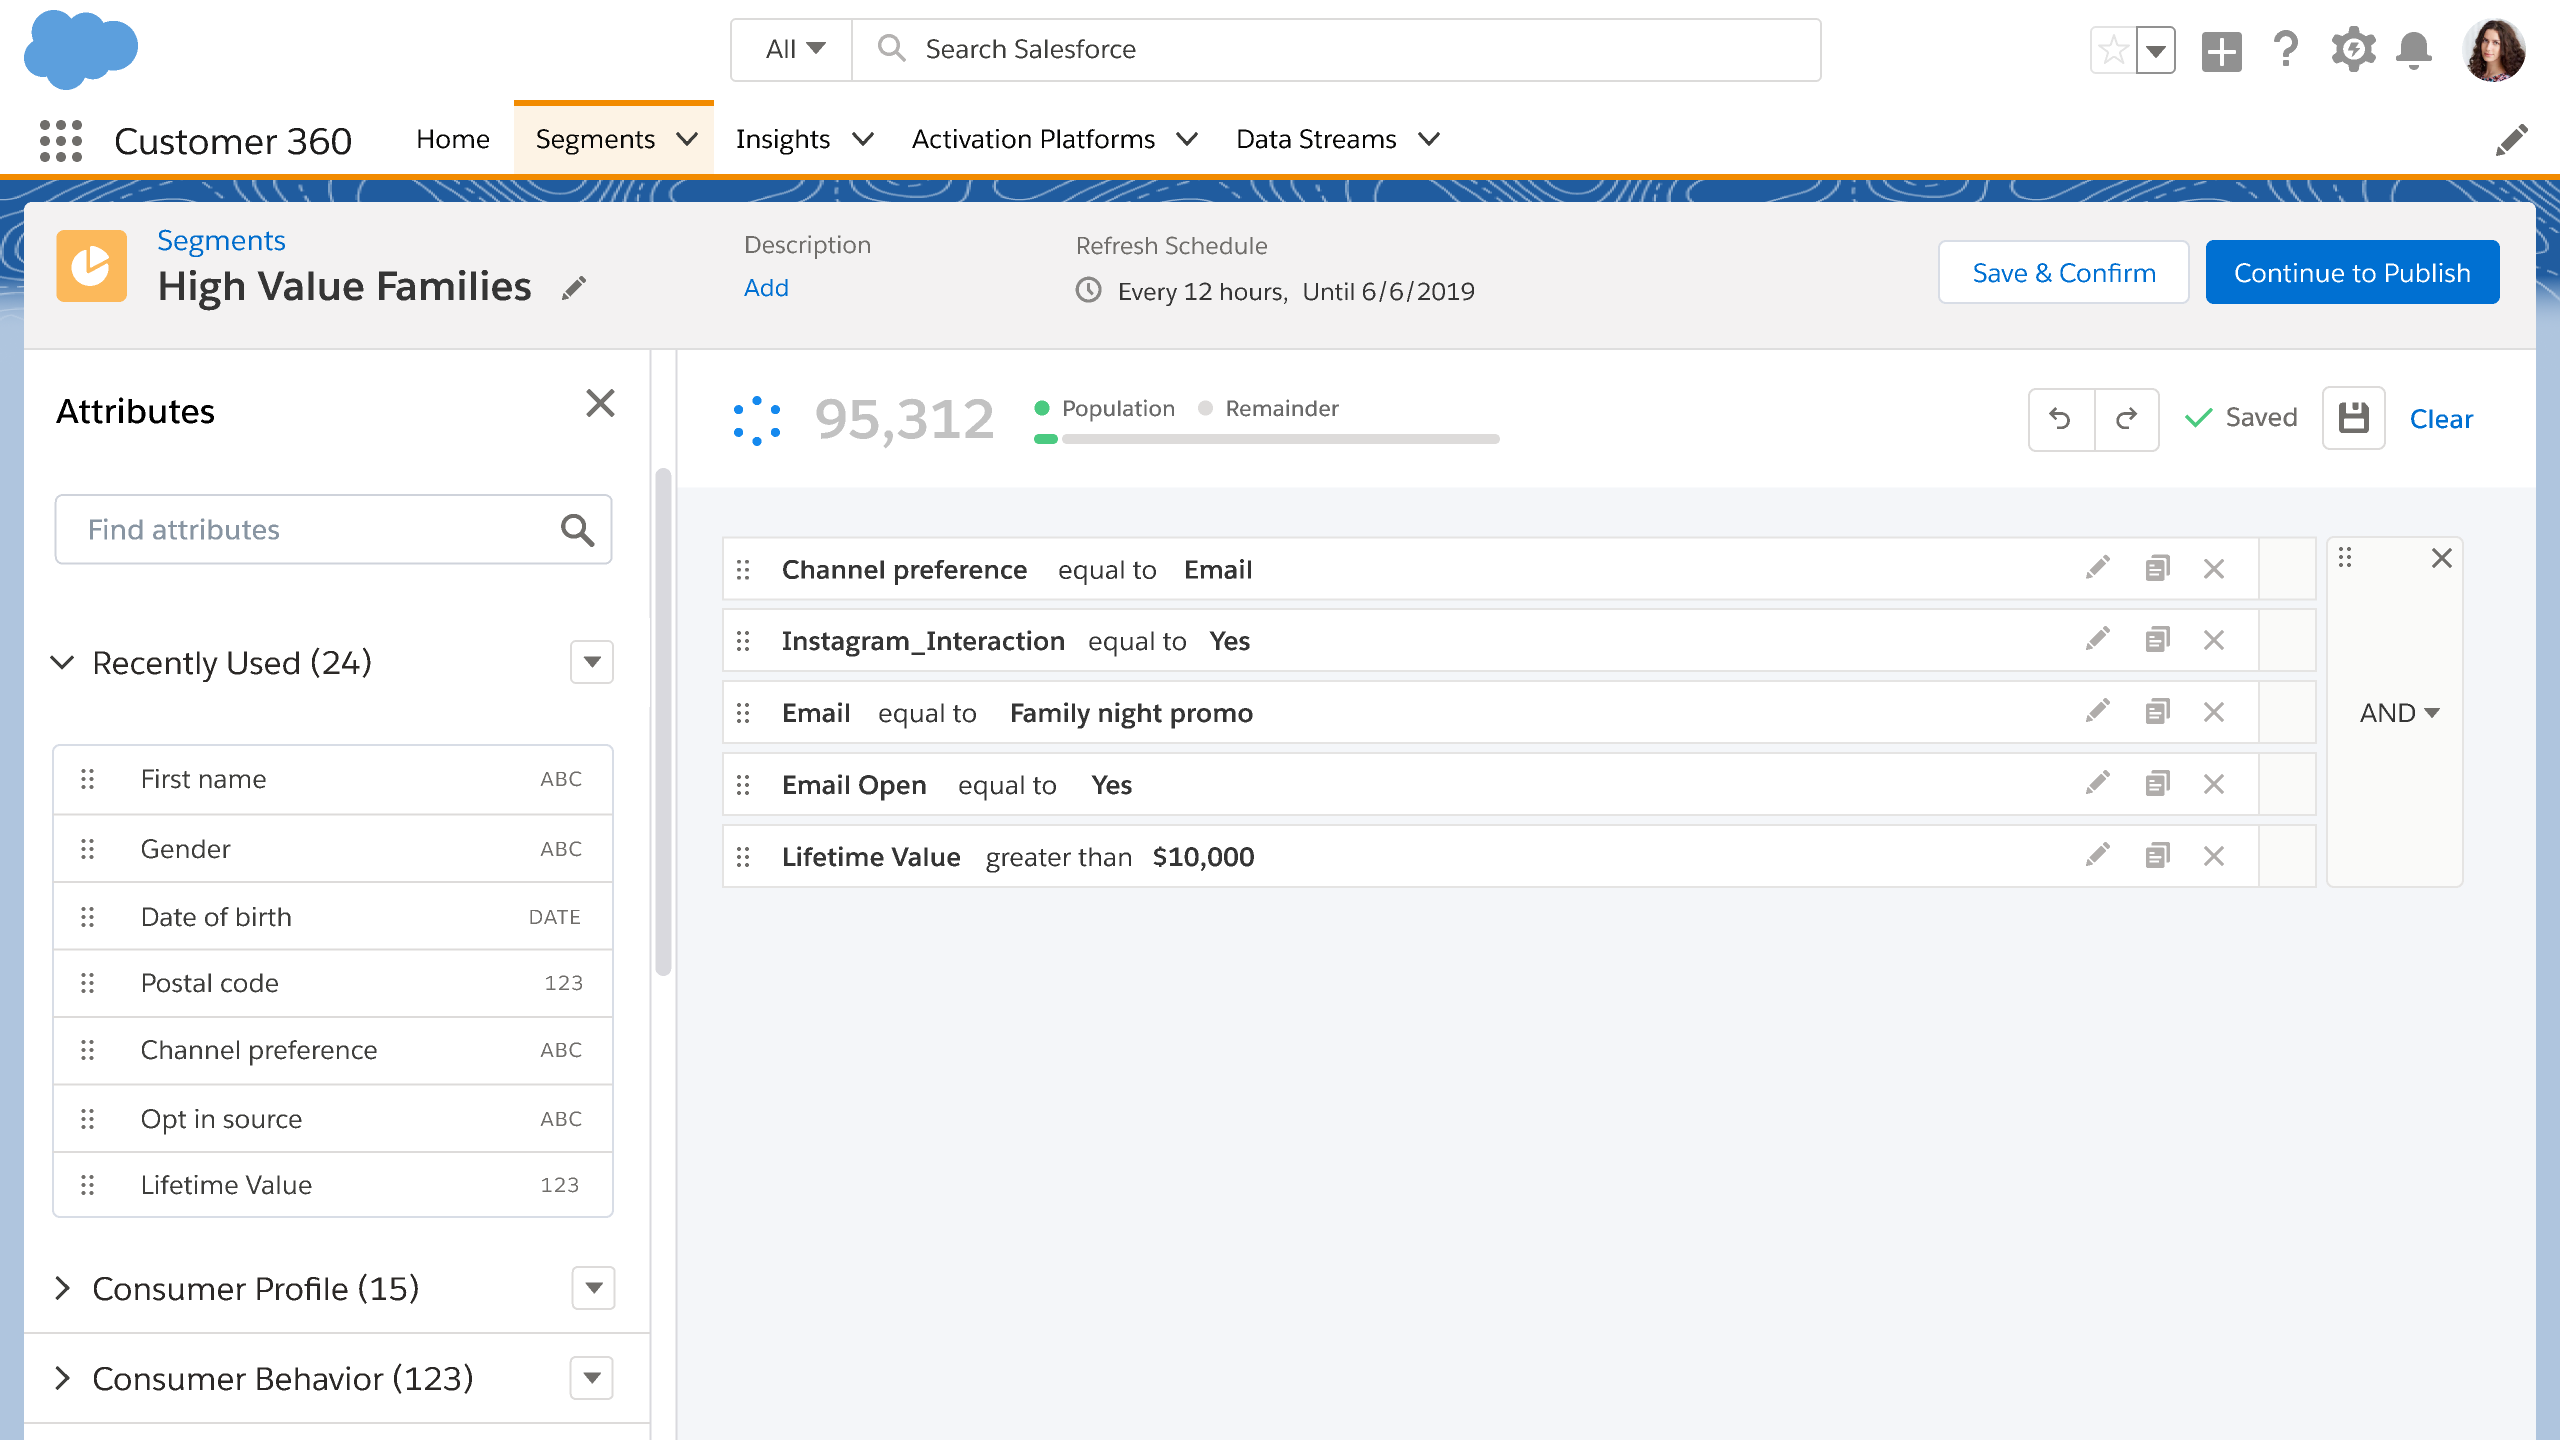 All
Search Salesforce
Customer 360
Home
Segments
Insights
Activation Platforms
Data Streams
Segments
High Value Families
Description
Add
Refresh Schedule
Every 12 hours, Until 6/6/2019
Save & Confirm
Continue to Publish
Attributes
Find attributes
Recently Used (24)
First name ABC
Gender ABC
Date of birth DATE
Postal code 123
Channel preference ABC
Opt in source ABC
Lifetime Value 123
Consumer Profile (15)
Consumer Behavior (123)
95,312
Population
Remainder
Saved
Clear
Channel preference equal to Email
Instagram_Interaction equal to Yes
Email equal to Family night promo
Email Open equal to Yes
Lifetime Value greater than $10,000
AND